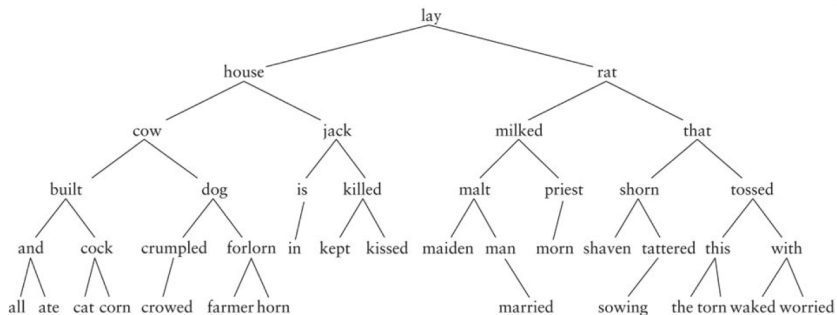 lay
house rat
cow jack milked that
built dog is killed malt priest shorn tossed
and cock crumpled forlorn in kept kissed maiden man morn shaven tattered this with
all ate cat corn crowed farmer horn married sowing the torn waked worried